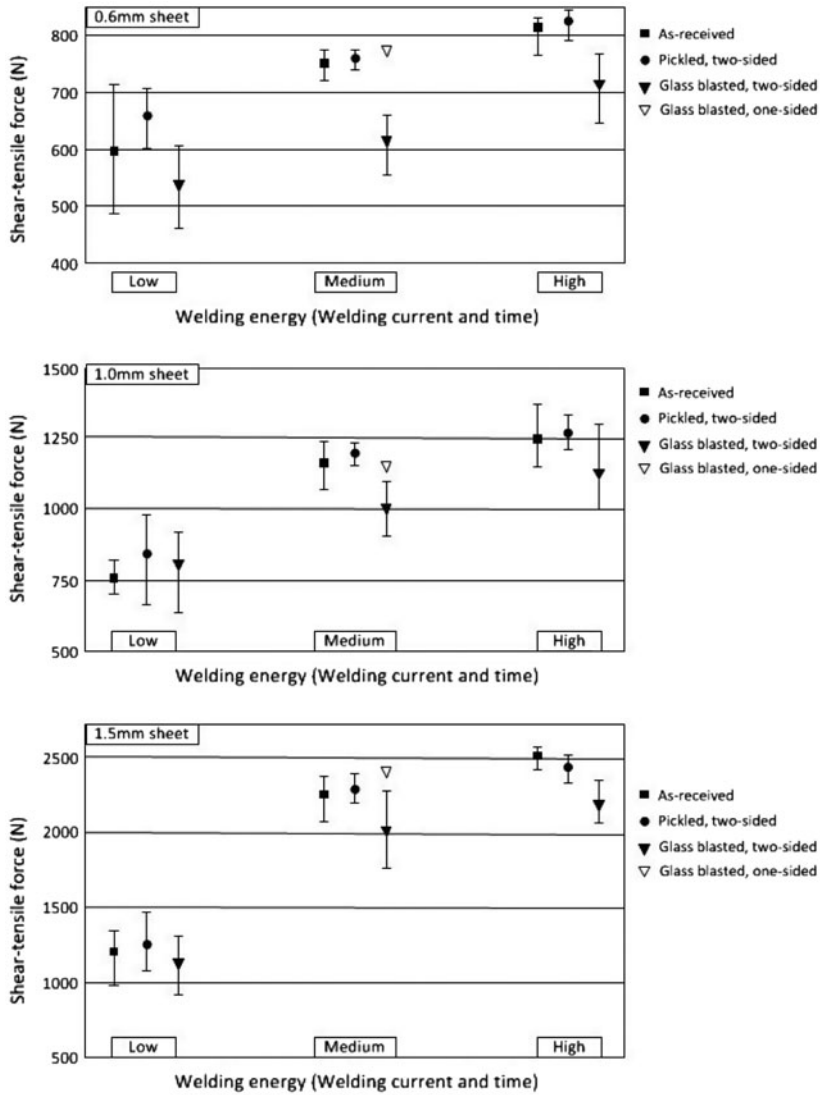 0.6mm sheet
Shear-tensile force (N)
800
700
600
500
400
Low Medium High
Welding energy (Welding current and time)
As-received
Pickled, two-sided
Glass blasted, two-sided
Glass blasted, one-sided
1.0mm sheet
Shear-tensile force (N)
1500
1250
1000
750
500
Low Medium High
Welding energy (Welding current and time)
As-received
Pickled, two-sided
Glass blasted, two-sided
Glass blasted, one-sided
1.5mm sheet
Shear-tensile force (N)
2500
2000
1500
1000
500
Low Medium High
Welding energy (Welding current and time)
As-received
Pickled, two-sided
Glass blasted, two-sided
Glass blasted, one-sided